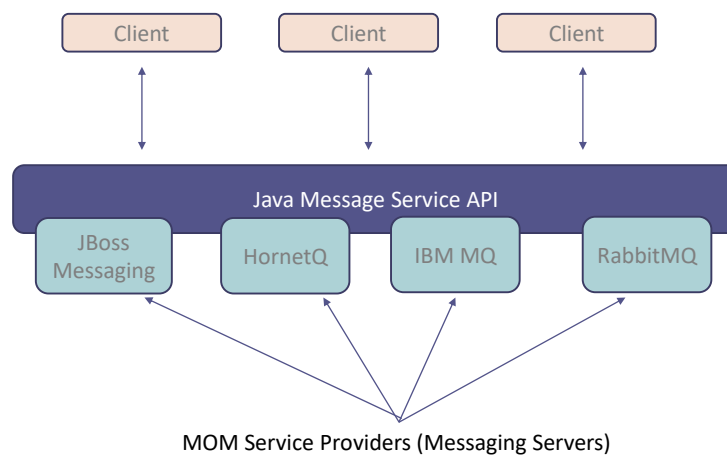 Client
Client
Client
Java Message Service API
JBoss
Messaging
HornetQ
IBM MQ
RabbitMQ
MOM Service Providers (Messaging Servers)